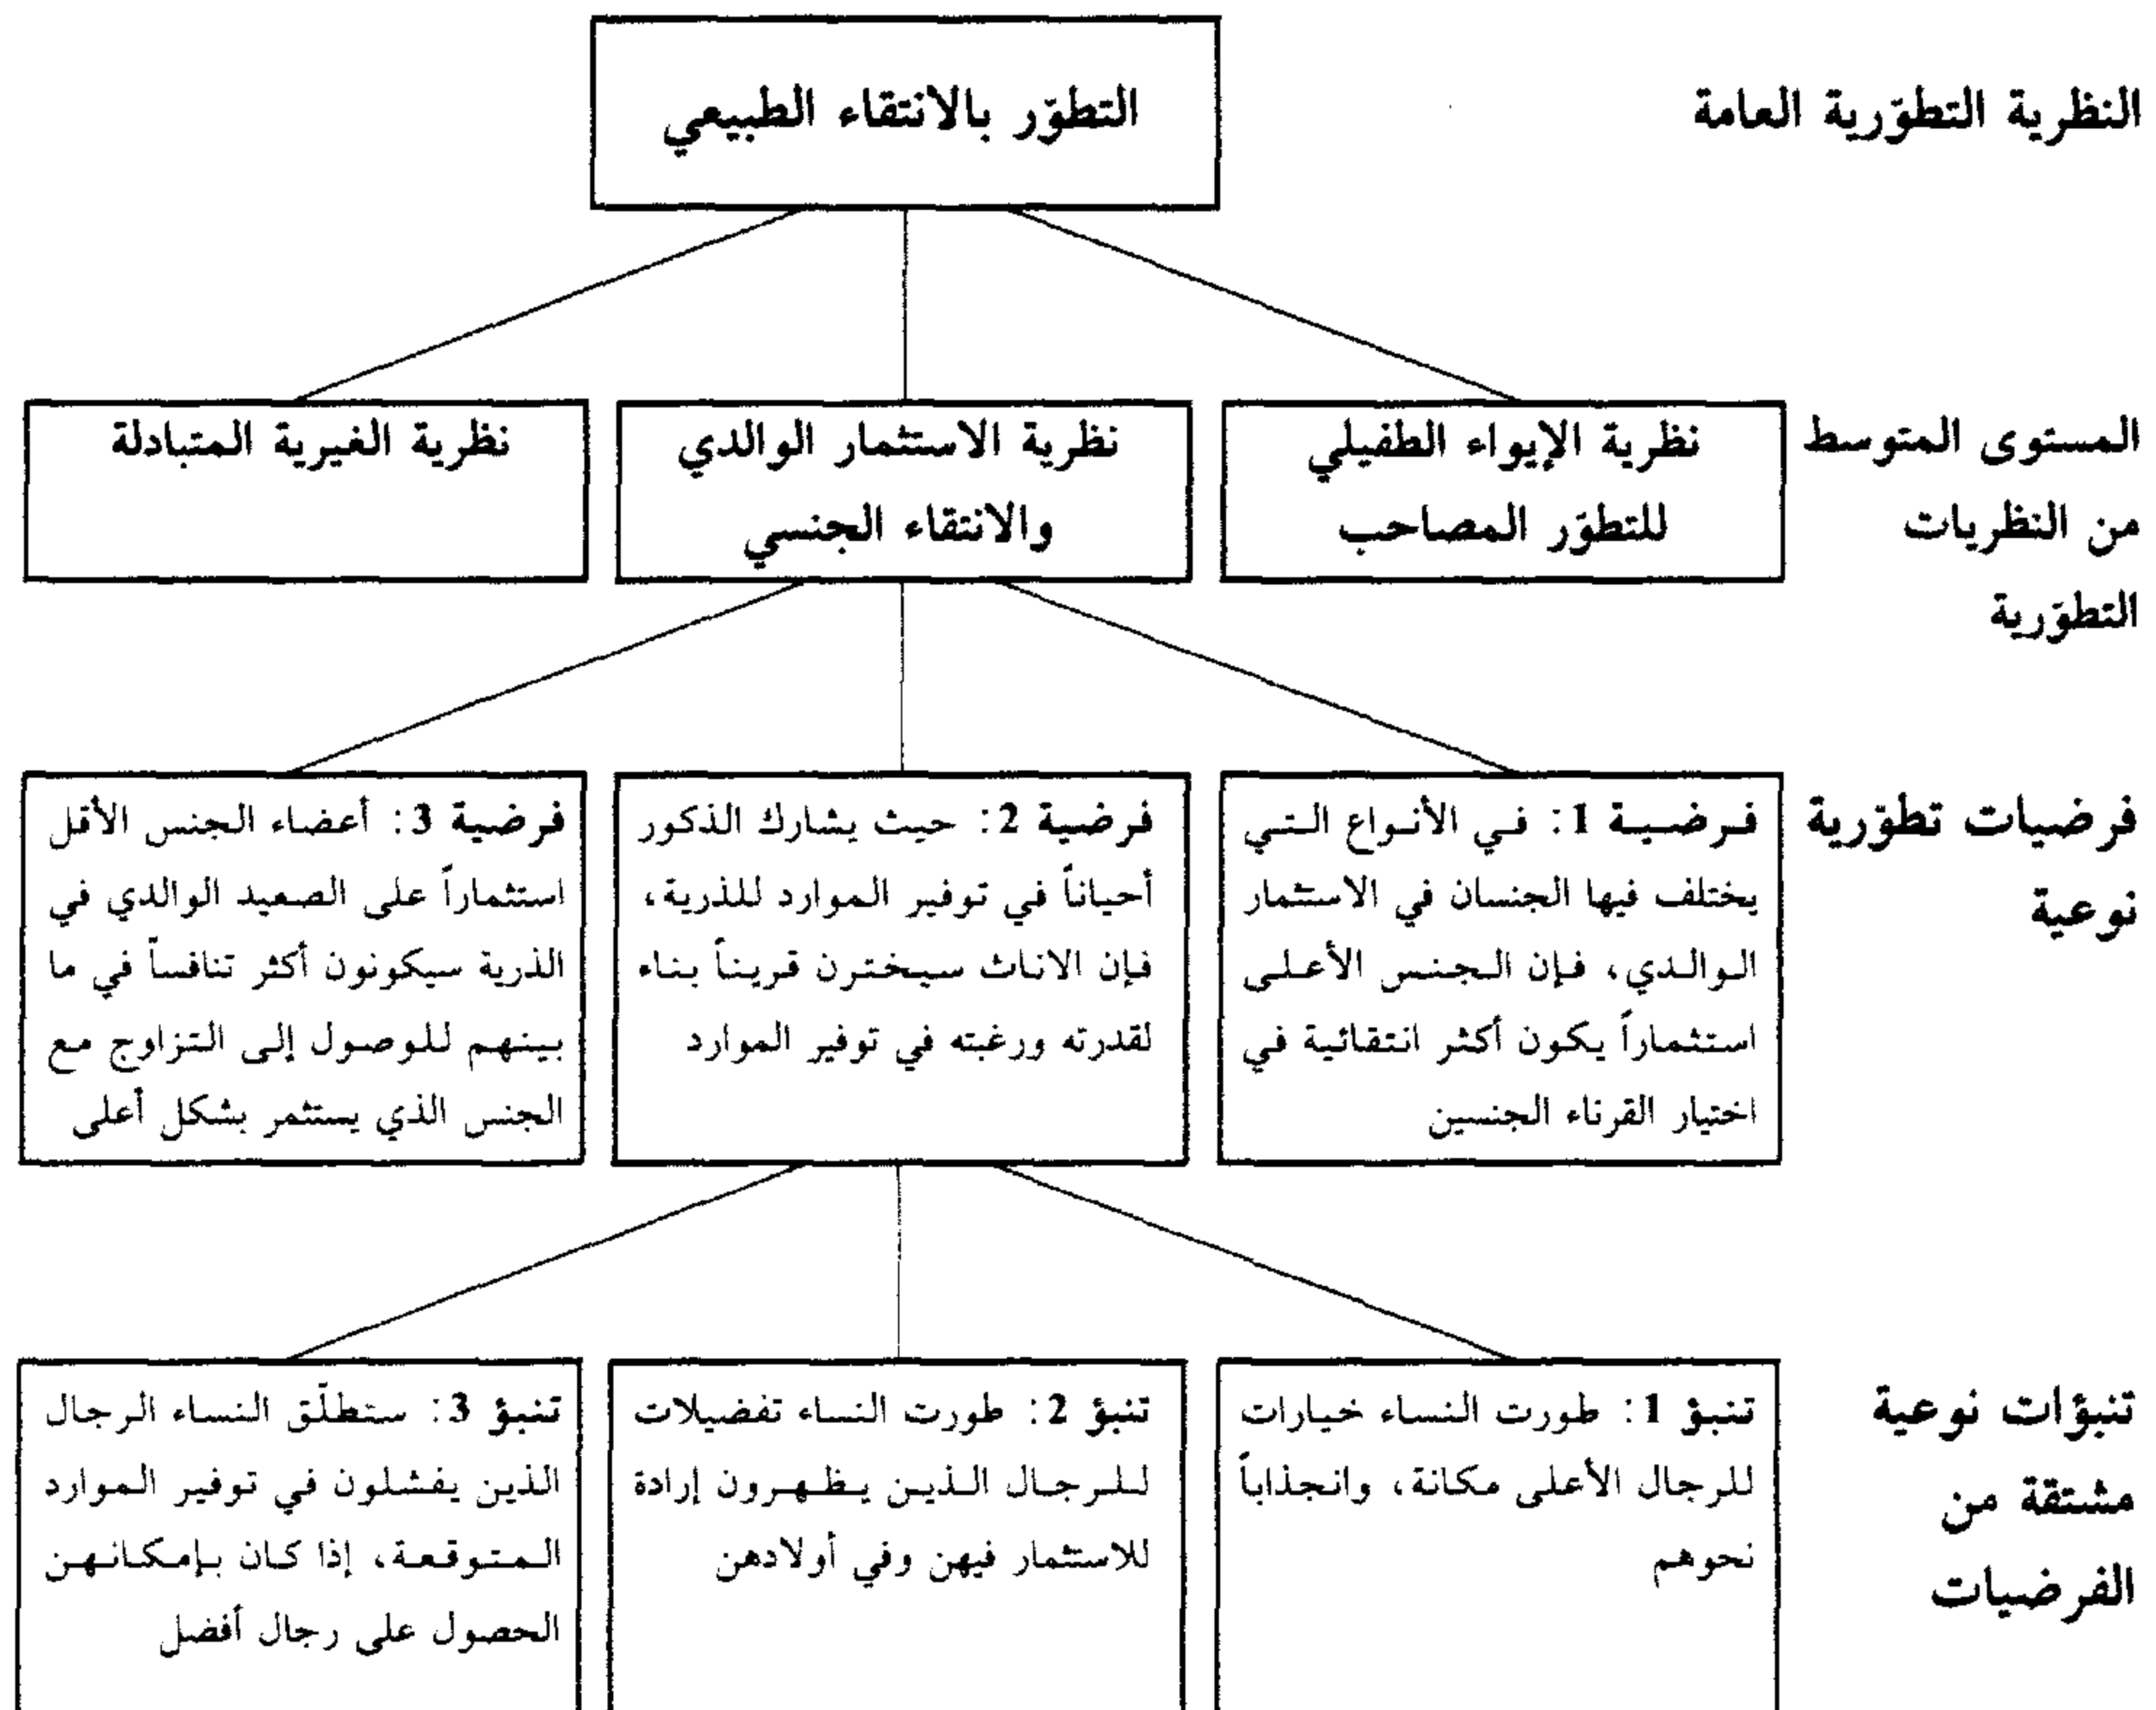 النظرية التطوّرية العامة
التطوّر بالانتقاء الطبيعي
المستوى المتوسط
من النظريات
التطوّرية
نظرية الإيواء الطفيلي
للتطوّر المصاحب
نظرية الاستثمار الوالدي
والانتقاء الجنسي
نظرية الغيرية المتبادلة
فرضيات تطوّرية
نوعية
فرضية 1: في الأنواع التي
يختلف فيها الجنسان في الاستثمار
الوالدي، فإن الجنس الأعلى
استثماراً يكون أكثر انتقائية في
اختيار القرناء الجنسين
فرضية 2: حيث يشارك الذكور
أحياناً في توفير الموارد للذرية،
فإن الاناث سيخترن قريناً بناء
لقدرته ورغبته في توفير الموارد
فرضية 3: أعضاء الجنس الأقل
استثماراً على الصعيد الوالدي في
الذرية سيكونون أكثر تنافساً في ما
بينهم للوصول إلى التزاوج مع
الجنس الذي يستثمر بشكل أعلى
تنبؤات نوعية
مشتقة من
الفرضيات
تنبؤ 1: طورت النساء خيارات
للرجال الأعلى مكانة، وانجذاباً
نحوهم
تنبؤ 2: طورت النساء تفضيلات
للرجال الذين يظهرون إرادة
للاستثمار فيهن وفي أولادهن
تنبؤ 3: ستطلّق النساء الرجال
الذين يفشلون في توفير الموارد
المتوقعة، إذا كان بإمكانهن
الحصول على رجال أفضل